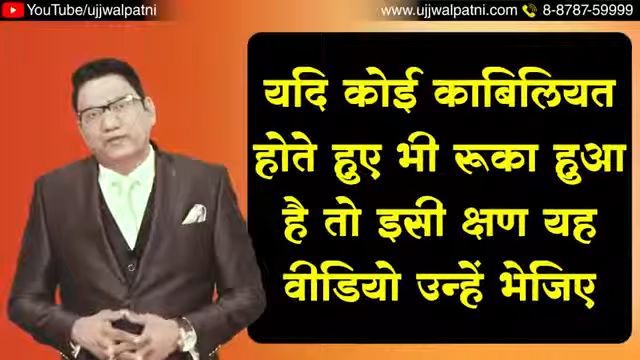 YouTube/ujjwalpatni
www.ujjwalpatni.com 8-8787-59999
यदि कोई काबिलियत
होते हुए भी रूका हुआ
है तो इसी क्षण यह
वीडियो उन्हें भेजिए